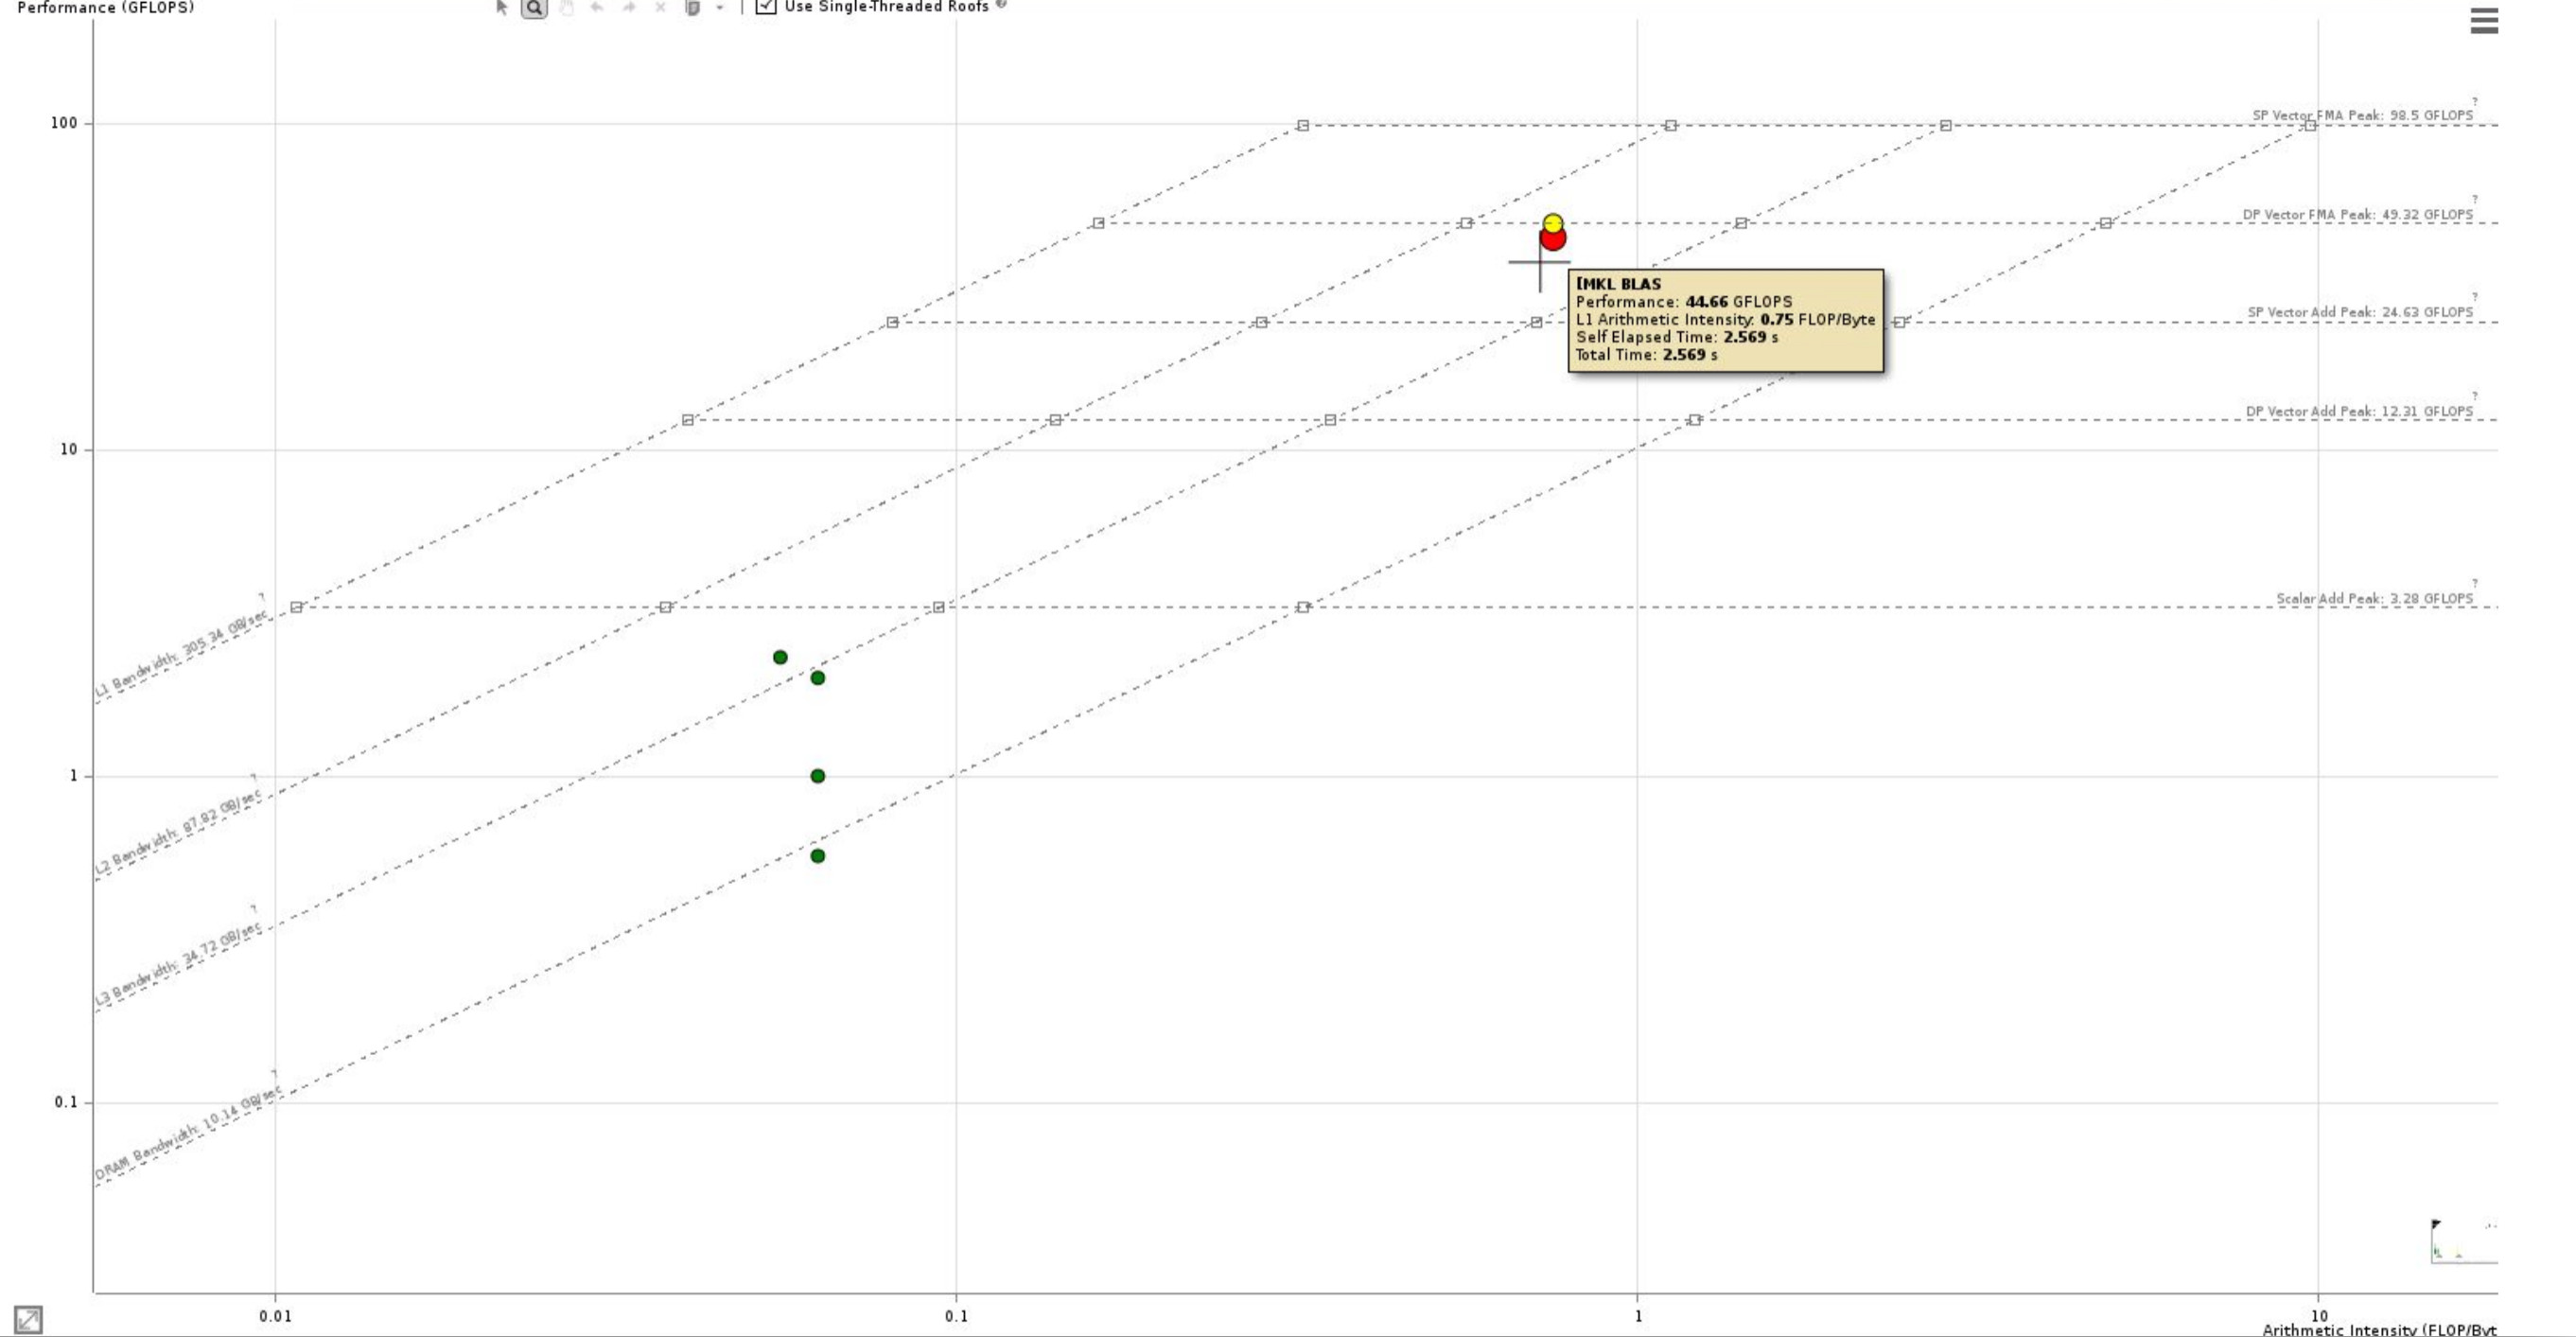 Performance (GFLOPS)
Use Single-Threaded Roofs
100
10
1
0.1
SP Vector FMA Peak: 98.5 GFLOPS
?
DP Vector FMA Peak: 49.32 GFLOPS
?
SP Vector Add Peak: 24.63 GFLOPS
?
DP Vector Add Peak: 12.31 GFLOPS
?
Scalar Add Peak: 3.28 GFLOPS
?
[MKL BLAS
Performance: 44.66 GFLOPS
L1 Arithmetic Intensity: 0.75 FLOP/Byte
Self Elapsed Time: 2.569 s
Total Time: 2.569 s
L1 Bandwidth: 305.34 GB/sec
?
L2 Bandwidth: 87.82 GB/sec
?
L3 Bandwidth: 34.72 GB/sec
?
DRAM Bandwidth: 10.14 GB/sec
?
0.01
0.1
1
10
Arithmetic Intensity (FLOP/Byt